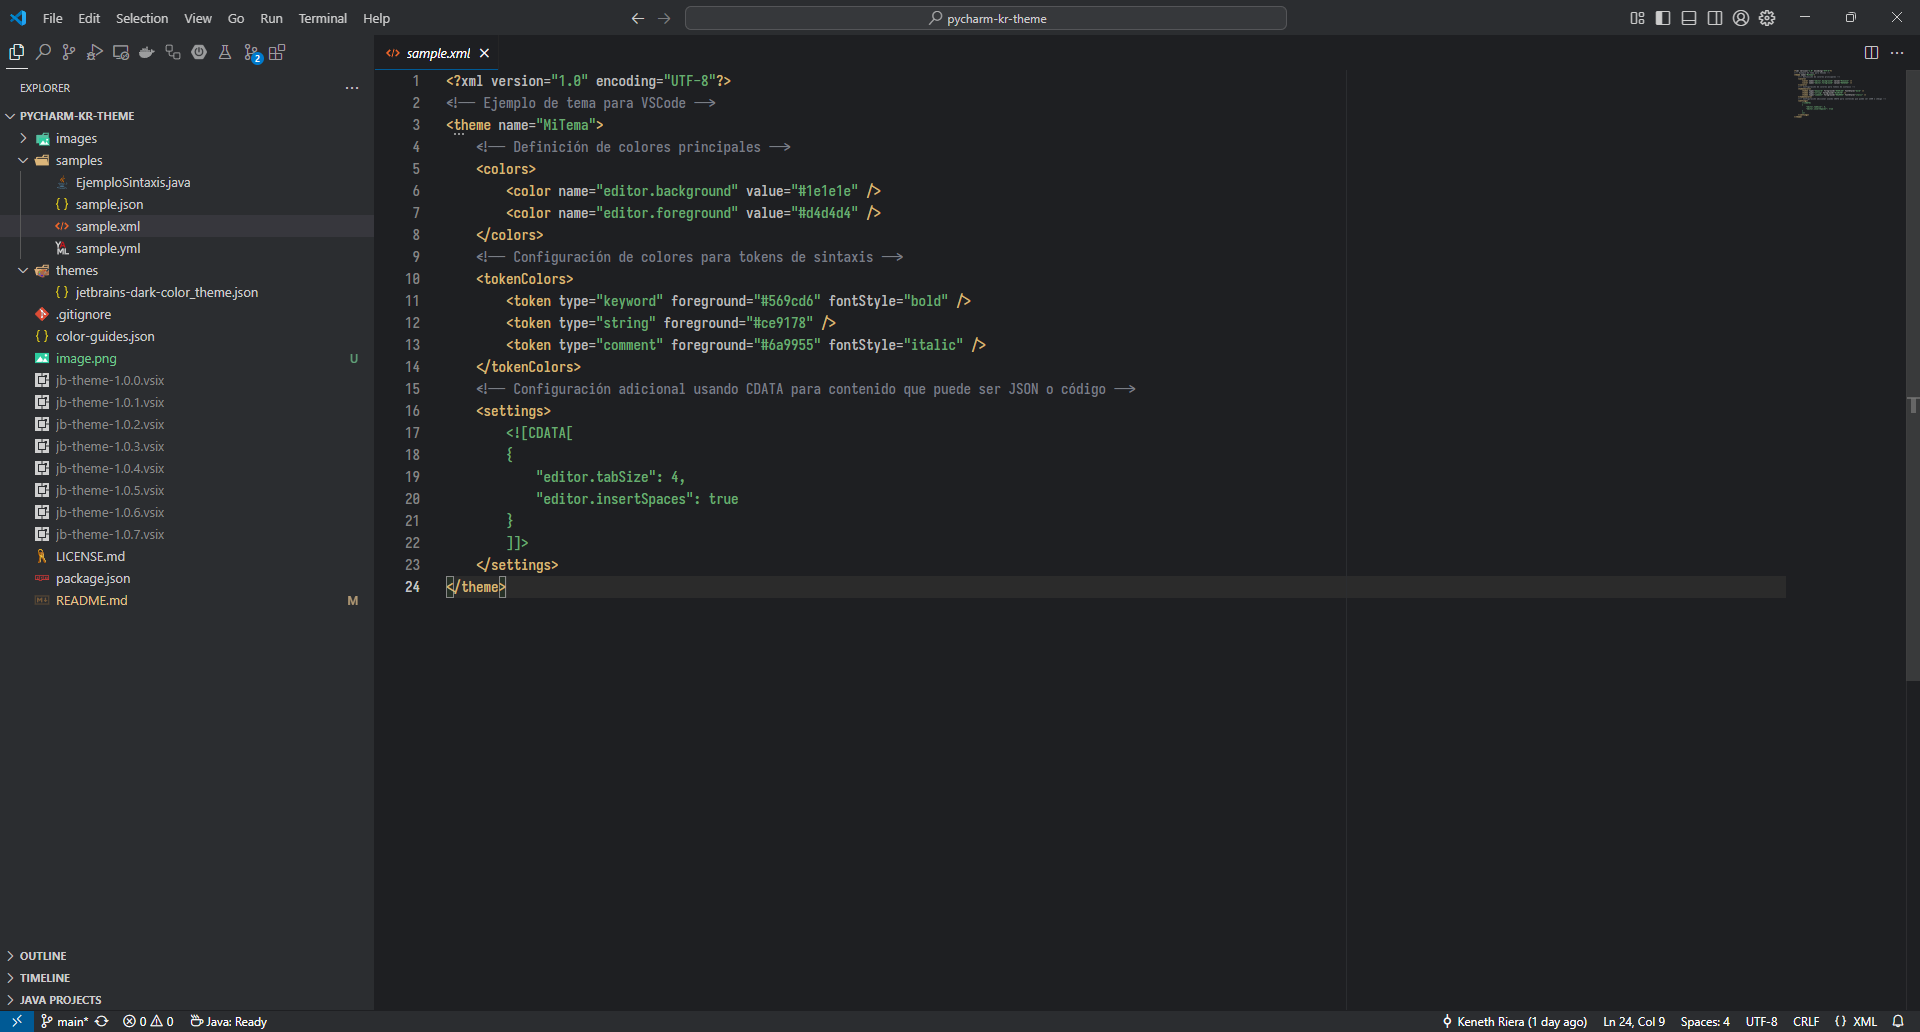 File Edit Selection View Go Run Terminal Help
pycharm-kr-theme
2
EXPLORER
PYCHARM-KR-THEME
images
samples
EjemploSintaxis.java
sample.json
sample.xml
sample.yml
themes
jetbrains-dark-color_theme.json
.gitignore
color-guides.json
image.png U
jb-theme-1.0.0.vsix
jb-theme-1.0.1.vsix
jb-theme-1.0.2.vsix
jb-theme-1.0.3.vsix
jb-theme-1.0.4.vsix
jb-theme-1.0.5.vsix
jb-theme-1.0.6.vsix
jb-theme-1.0.7.vsix
LICENSE.md
package.json
README.md M
OUTLINE
TIMELINE
JAVA PROJECTS
sample.xml
1 <?xml version="1.0" encoding="UTF-8"?>
2 <!-- Ejemplo de tema para VSCode -->
3 <theme name="MiTema">
4 <!-- Definición de colores principales -->
5 <colors>
6 <color name="editor.background" value="#1e1e1e" />
7 <color name="editor.foreground" value="#d4d4d4" />
8 </colors>
9 <!-- Configuración de colores para tokens de sintaxis -->
10 <tokenColors>
11 <token type="keyword" foreground="#569cd6" fontStyle="bold" />
12 <token type="string" foreground="#ce9178" />
13 <token type="comment" foreground="#6a9955" fontStyle="italic" />
14 </tokenColors>
15 <!-- Configuración adicional usando CDATA para contenido que puede ser JSON o código -->
16 <settings>
17 <![CDATA[
18 {
19 "editor.tabSize": 4,
20 "editor.insertSpaces": true
21 }
22 ]]>
23 </settings>
24 </theme>
main* 0 0 Java: Ready
Keneth Riera (1 day ago) Ln 24, Col 9 Spaces: 4 UTF-8 CRLF {} XML